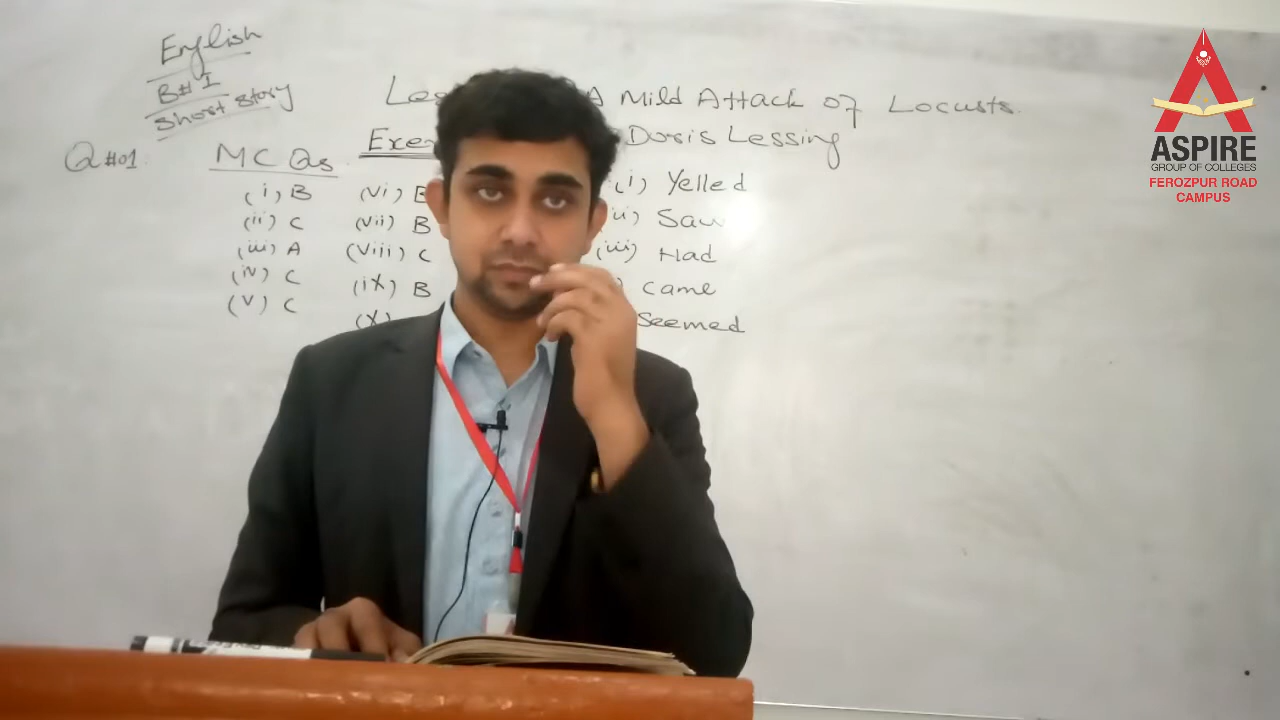 English
B# I
Short Story
A Mild Attack of Locusts.
Doris Lessing
Q#01.
MCQs
(i) B
(ii) C
(iii) A
(iv) C
(v) C
(vi) B
(vii) B
(viii) C
(ix) B
(x)
(i) Yelled
Saw
(iii) Had
Came
Seemed
ASPIRE
GROUP OF COLLEGES
FEROZPUR ROAD
CAMPUS